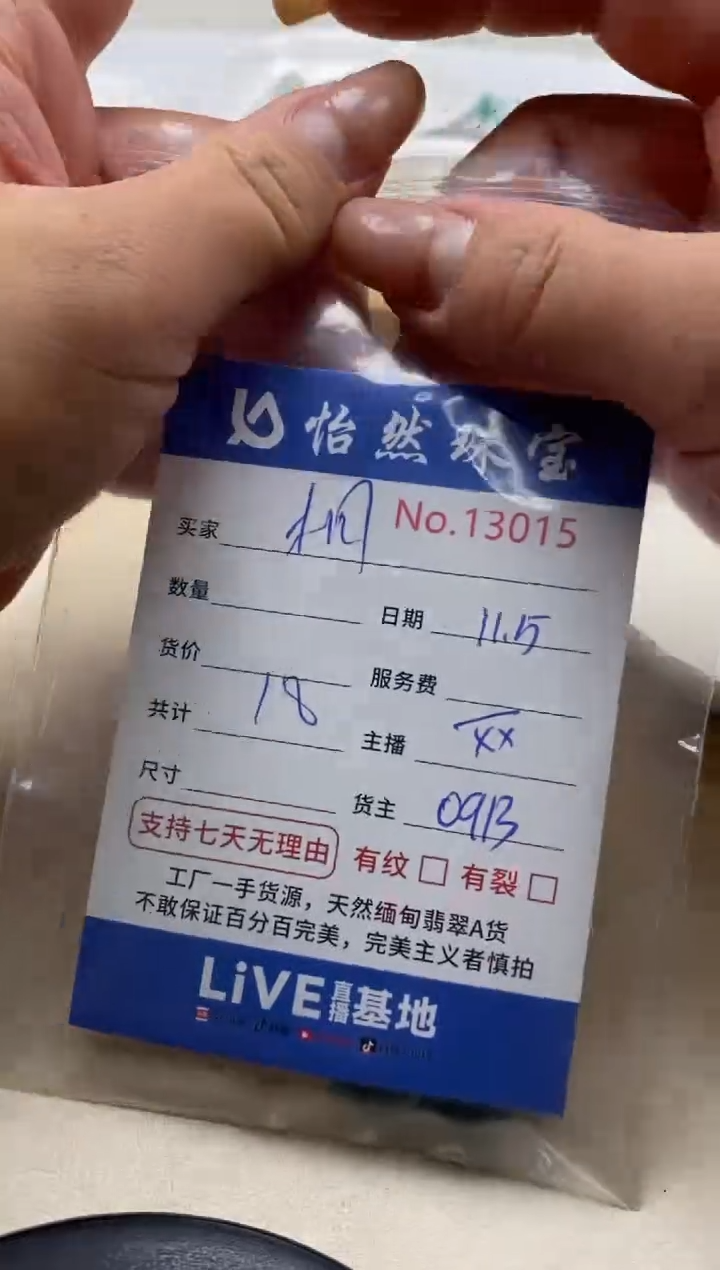 怡然珠宝
No.13015
买家
数量 日期 11.5
货价 服务费
共计 18 主播 xx
尺寸 货主 0913
支持七天无理由 有纹 有裂
工厂一手货源，天然缅甸翡翠A货
不敢保证百分百完美，完美主义者慎拍
LiVE直播基地